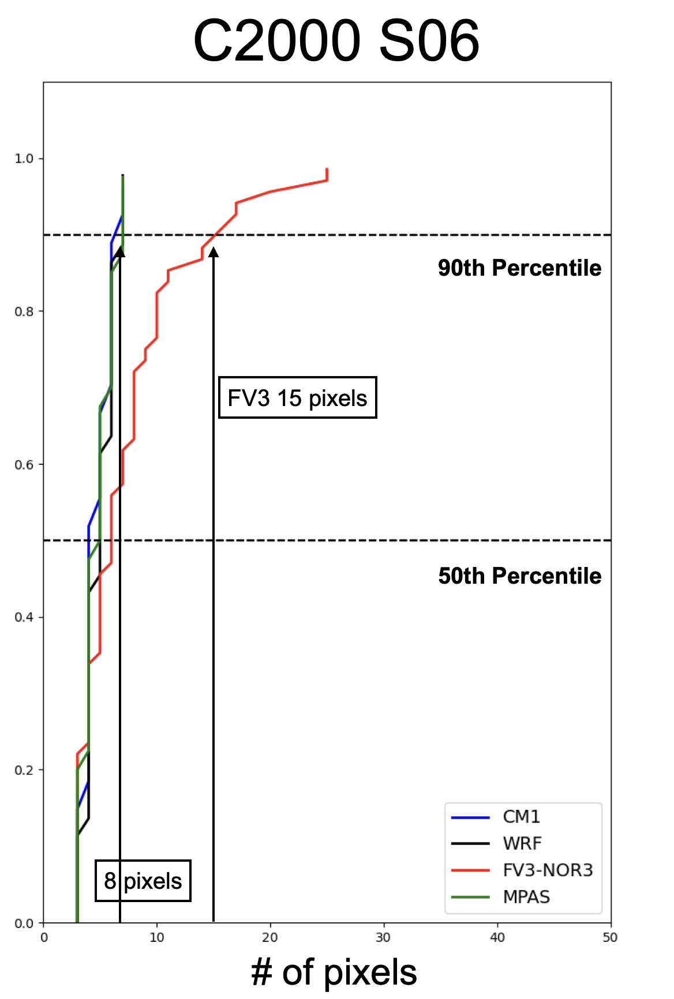 C2000 S06
1.0
90th Percentile
0.8
FV3 15 pixels
0.6
50th Percentile
0.4
0.2
CM1
WRF
FV3-NOR3
MPAS
8 pixels
0.0
0 10 20 30 40 50
# of pixels